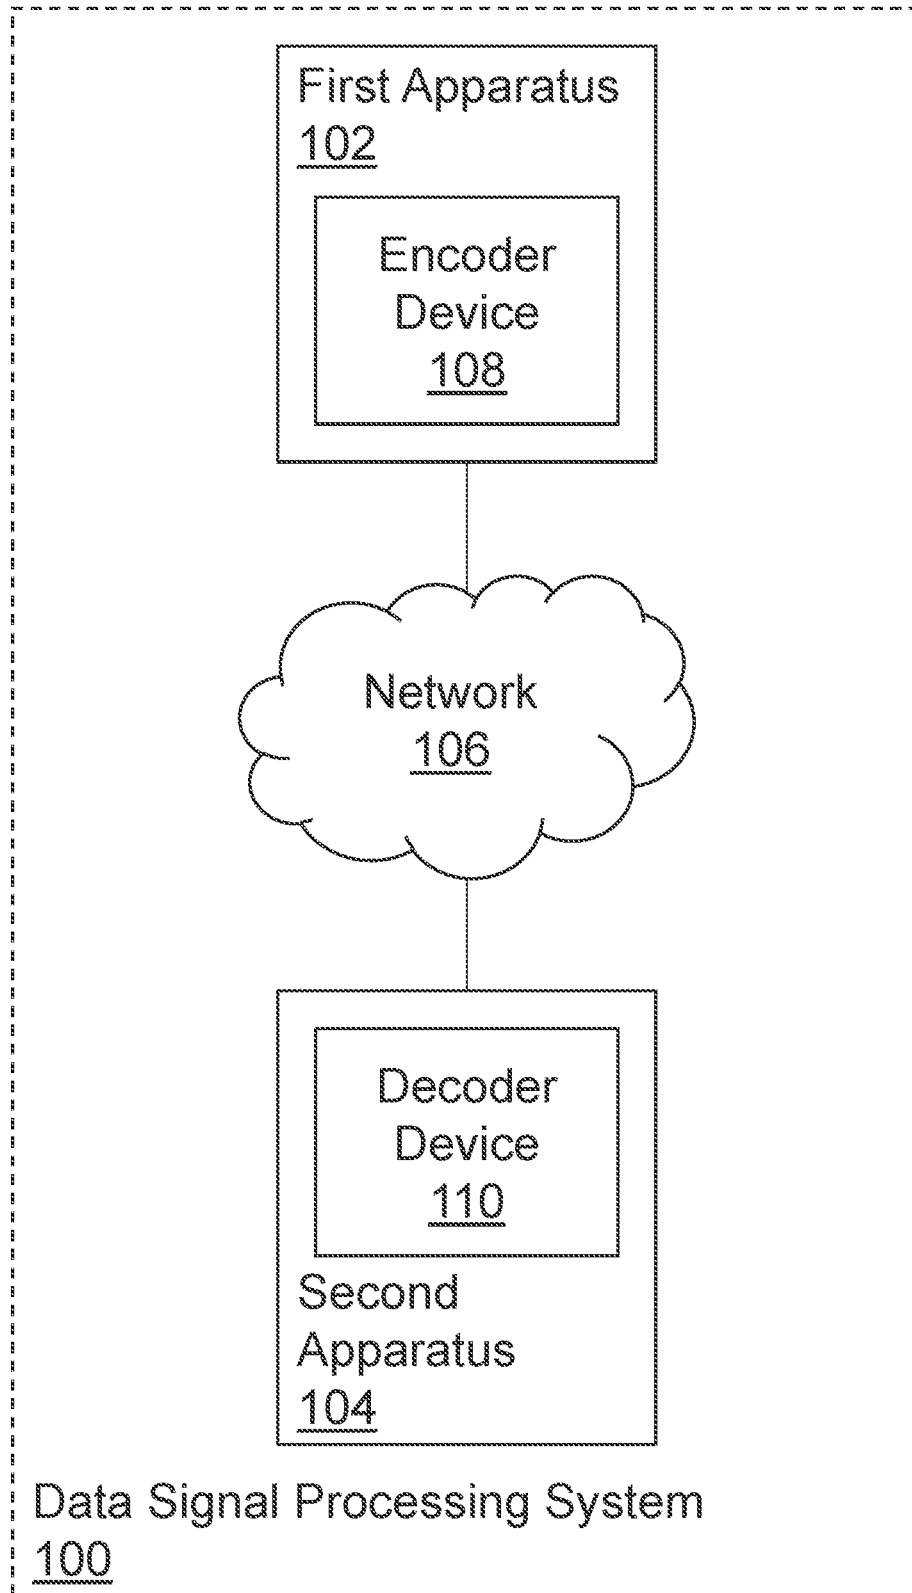 First Apparatus
102
Encoder
Device
108
Network
106
Decoder
Device
110
Second
Apparatus
104
Data Signal Processing System
100